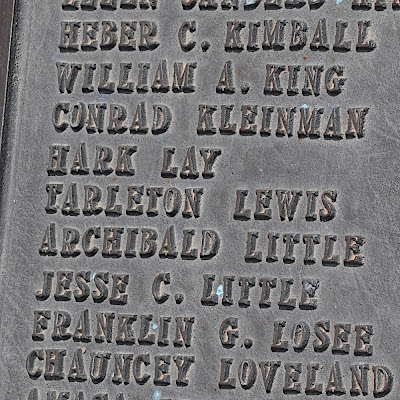 HEBER C. KIMBALL
WILLIAM A. KING
CONRAD KLEINMAN
HARK LAY
TARLETON LEWIS
ARCHIBALD LITTLE
JESSE C. LITTLE
FRANKLIN G. LOSEE
CHAUNCEY LOVELAND